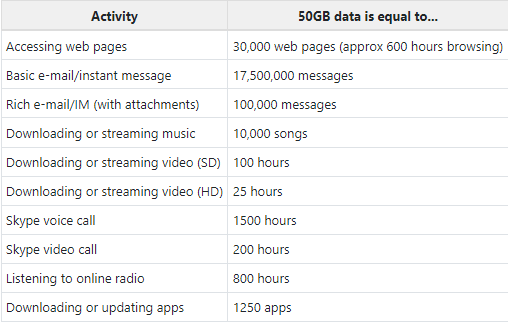 Activity 50GB data is equal to...
Accessing web pages 30,000 web pages (approx 600 hours browsing)
Basic e-mail/instant message 17,500,000 messages
Rich e-mail/IM (with attachments) 100,000 messages
Downloading or streaming music 10,000 songs
Downloading or streaming video (SD) 100 hours
Downloading or streaming video (HD) 25 hours
Skype voice call 1500 hours
Skype video call 200 hours
Listening to online radio 800 hours
Downloading or updating apps 1250 apps